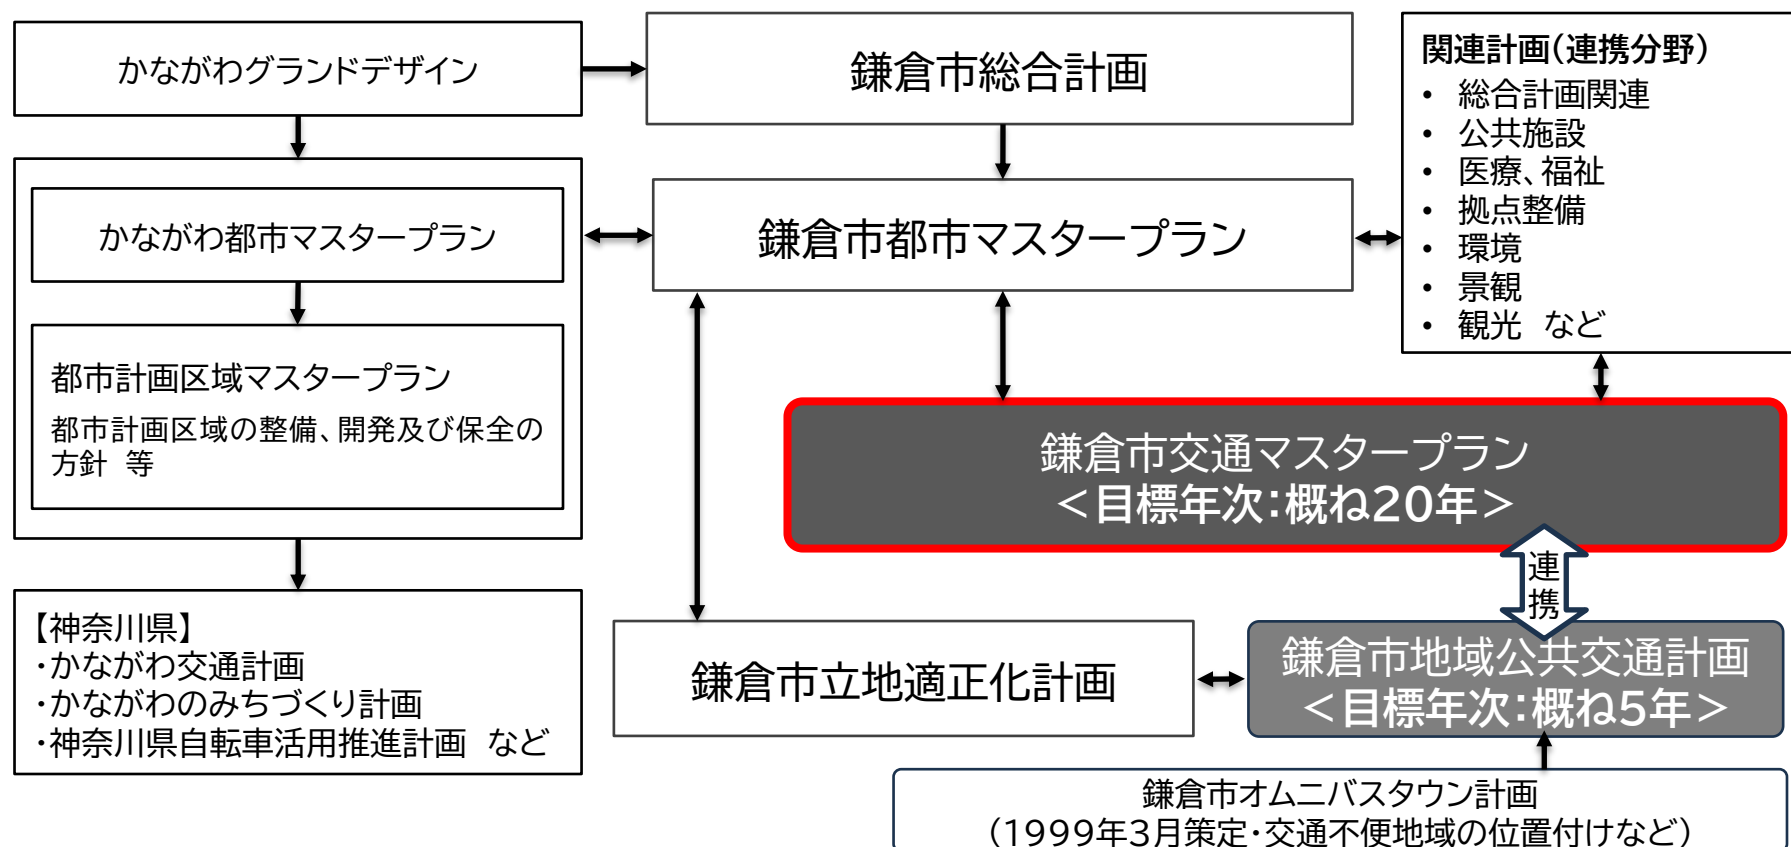 かながわグランドデザイン
鎌倉市総合計画
関連計画（連携分野）
• 総合計画関連
• 公共施設
• 医療、福祉
• 拠点整備
• 環境
• 景観
• 観光　など
かながわ都市マスタープラン
鎌倉市都市マスタープラン
都市計画区域マスタープラン
都市計画区域の整備、開発及び保全の
方針　等
鎌倉市交通マスタープラン
＜目標年次：概ね20年＞
連
携
【神奈川県】
・かながわ交通計画
・かながわのみちづくり計画
・神奈川県自転車活用推進計画　など
鎌倉市立地適正化計画
鎌倉市地域公共交通計画
＜目標年次：概ね5年＞
鎌倉市オムニバスタウン計画
（1999年3月策定・交通不便地域の位置付けなど）